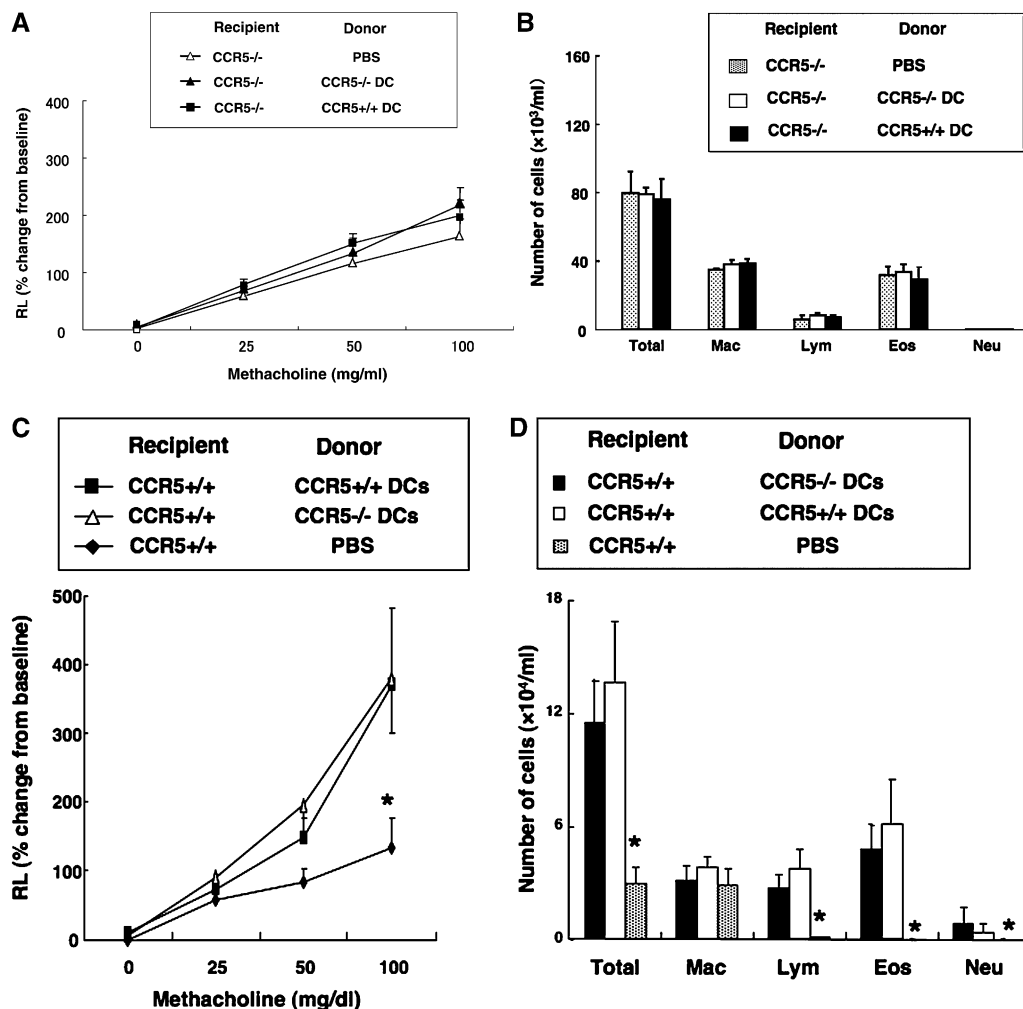 A
Recipient Donor
CCR5-/- PBS
CCR5-/- CCR5-/- DC
CCR5-/- CCR5+/+ DC
RL (% change from baseline)
400
300
200
100
0
0 25 50 100
Methacholine (mg/ml)
B
Recipient Donor
CCR5-/- PBS
CCR5-/- CCR5-/- DC
CCR5-/- CCR5+/+ DC
Number of cells (×10³/ml)
160
120
80
40
0
Total Mac Lym Eos Neu
C
Recipient Donor
CCR5+/+ CCR5+/+ DCs
CCR5+/+ CCR5-/- DCs
CCR5+/+ PBS
RL (% change from baseline)
500
400
300
200
100
0
*
0 25 50 100
Methacholine (mg/dl)
D
Recipient Donor
CCR5+/+ CCR5-/- DCs
CCR5+/+ CCR5+/+ DCs
CCR5+/+ PBS
Number of cells (×10⁴/ml)
18
12
6
0
* * * *
Total Mac Lym Eos Neu